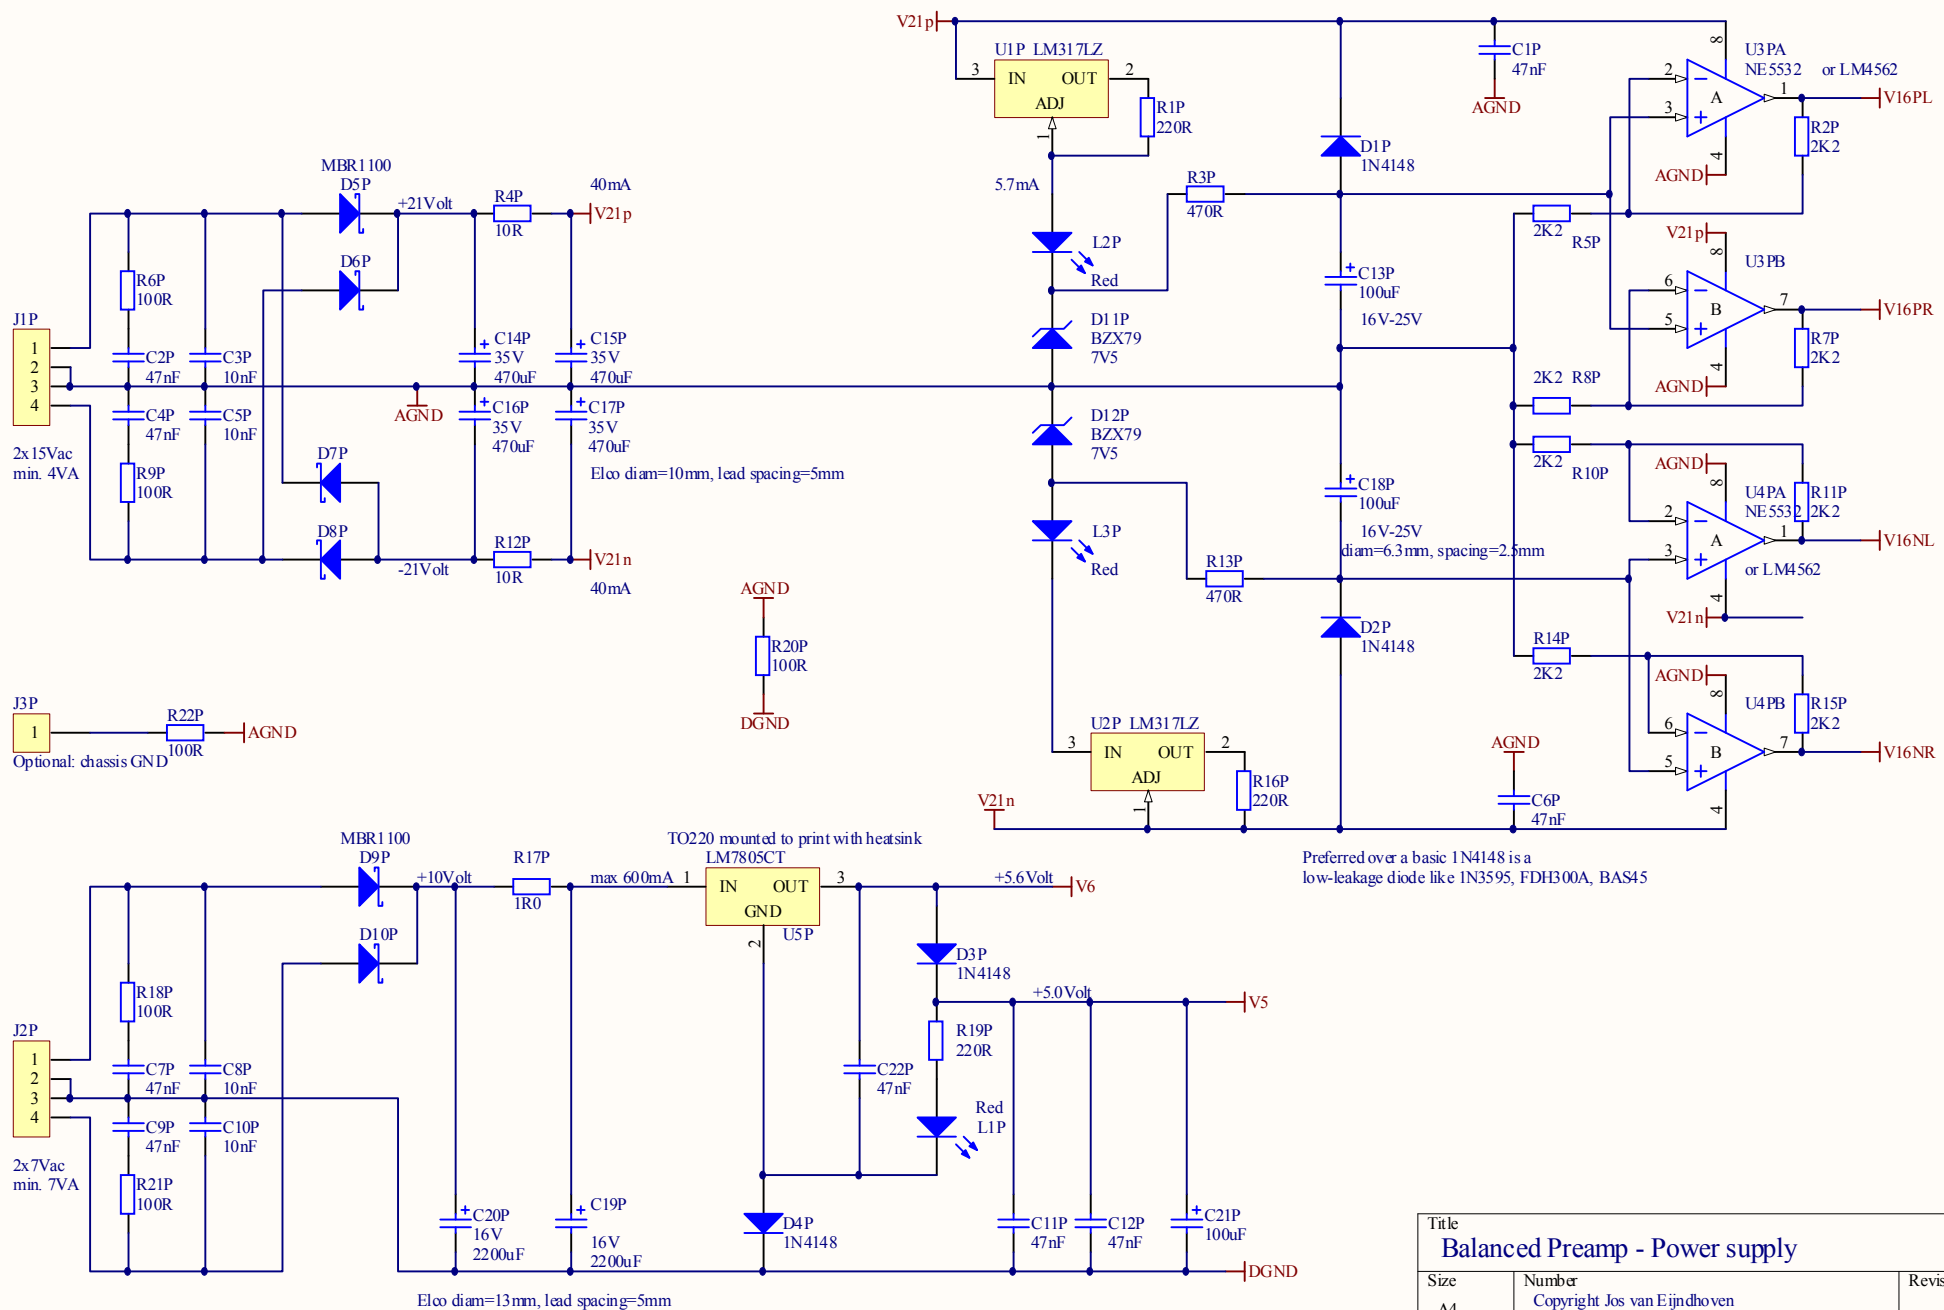 V21p
U1P LM317LZ
3 IN OUT 2
ADJ
1
R1P
220R
5.7mA
L2P
Red
D11P
BZX79
7V5
D12P
BZX79
7V5
L3P
Red
U2P LM317LZ
3 IN OUT 2
ADJ
1
R16P
220R
V21n
R3P
470R
R13P
470R
D1P
1N4148
C13P
100uF
16V-25V
C18P
100uF
16V-25V
diam=6.3mm, spacing=2.5mm
D2P
1N4148
C1P
47nF
AGND
AGND
C6P
47nF
U3PA
NE5532 or LM4562
8
2
3
A
1
4
AGND
V16PL
R2P
2K2
2K2 R5P
V21p
8
U3PB
6
5
B
7
4
AGND
V16PR
R7P
2K2
2K2 R8P
2K2 R10P
AGND
8
U4PA
NE5532
R11P
2K2
2
3
A
1
4
or LM4562
V21n
V16NL
R14P
2K2
AGND
8
U4PB
R15P
2K2
6
5
B
7
4
V16NR
Preferred over a basic 1N4148 is a
low-leakage diode like 1N3595, FDH300A, BAS45
MBR1100
D5P
+21Volt
R4P
10R
40mA
V21p
D6P
R6P
100R
J1P
1
2
3
4
C2P
47nF
C3P
10nF
C4P
47nF
C5P
10nF
2x15Vac
min. 4VA
R9P
100R
AGND
C14P
35V
470uF
C15P
35V
470uF
C16P
35V
470uF
C17P
35V
470uF
Elco diam=10mm, lead spacing=5mm
D7P
D8P
-21Volt
R12P
10R
V21n
40mA
AGND
R20P
100R
DGND
J3P
1
R22P
100R
AGND
Optional: chassis GND
MBR1100
D9P
+10Volt
R17P
1R0
max 600mA
TO220 mounted to print with heatsink
LM7805CT
1 IN OUT 3
GND
2
U5P
+5.6Volt
V6
D10P
D3P
1N4148
+5.0Volt
V5
R18P
100R
R19P
220R
J2P
1
2
3
4
C7P
47nF
C8P
10nF
C9P
47nF
C10P
10nF
C22P
47nF
Red
L1P
2x7Vac
min. 7VA
R21P
100R
C20P
16V
2200uF
C19P
16V
2200uF
D4P
1N4148
C11P
47nF
C12P
47nF
C21P
100uF
DGND
Elco diam=13mm, lead spacing=5mm
Title
Balanced Preamp - Power supply
Size Number Revis
A4 Copyright Jos van Eijndhoven